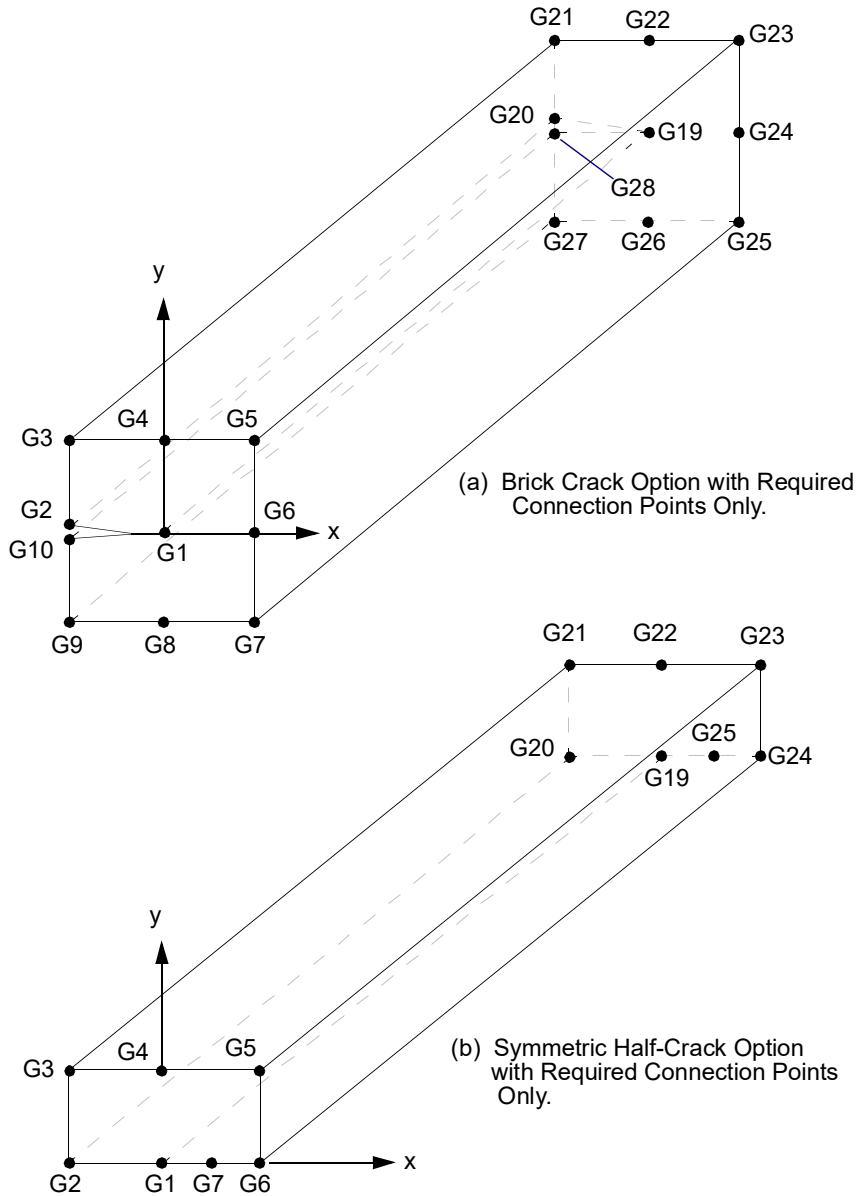 G21
G22
G23
G20
G19
G24
G28
G27
G26
G25
y
G3
G4
G5
(a) Brick Crack Option with Required
Connection Points Only.
G2
G6
x
G10
G1
G9
G8
G7
G21
G22
G23
G25
G20
G24
G19
y
(b) Symmetric Half-Crack Option
with Required Connection Points
Only.
G3
G4
G5
x
G2
G1
G7
G6